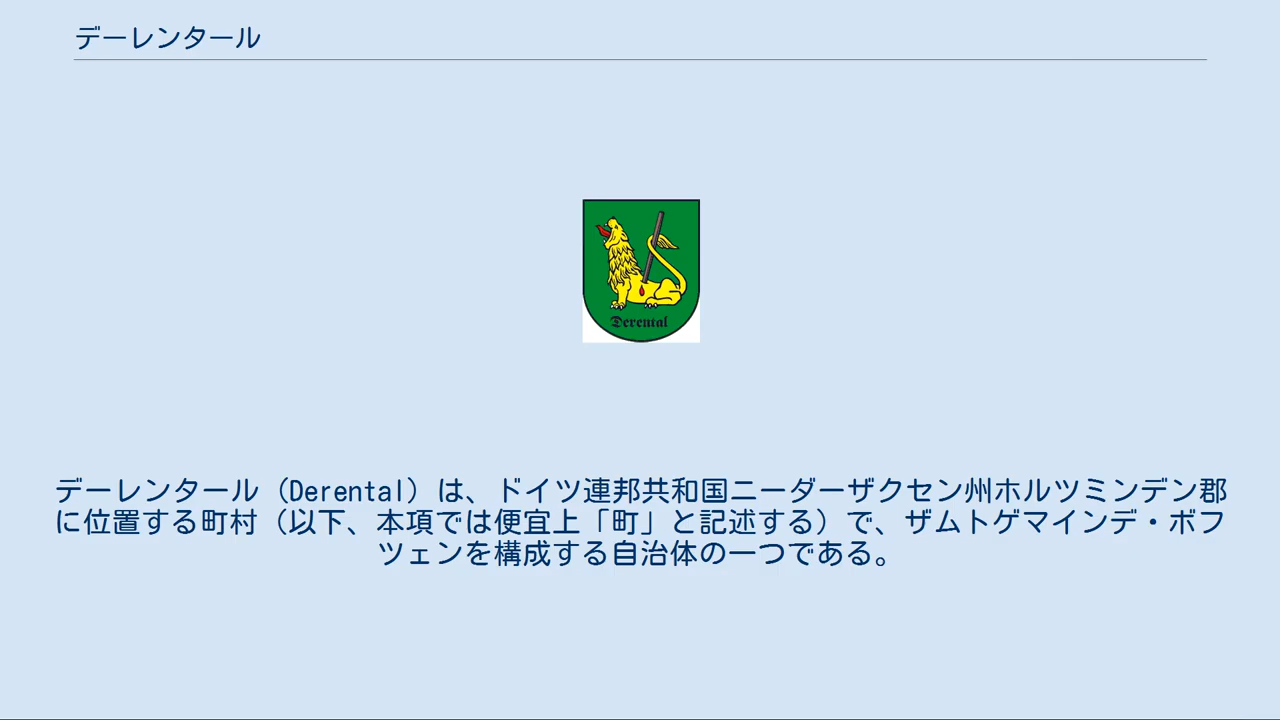 デーレンタール
Derental
デーレンタール（Derental）は、ドイツ連邦共和国ニーダーザクセン州ホルツミンデン郡
に位置する町村（以下、本項では便宜上「町」と記述する）で、ザムトゲマインデ・ボフ
ツェンを構成する自治体の一つである。